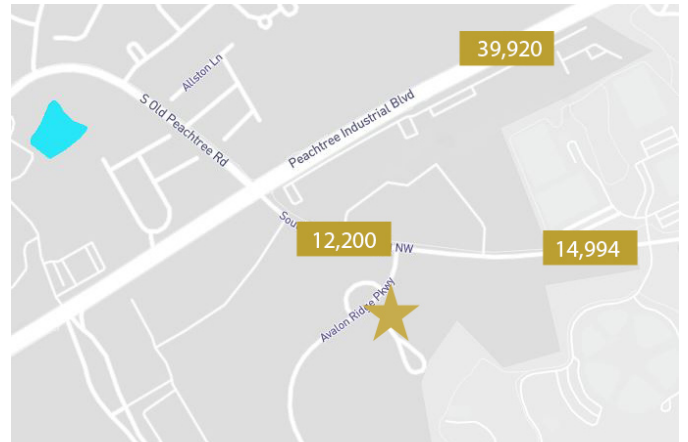 39,920
Allston Ln
S Old Peachtree Rd
Peachtree Industrial Blvd
12,200
NW
14,994
Avalon Ridge Pkwy